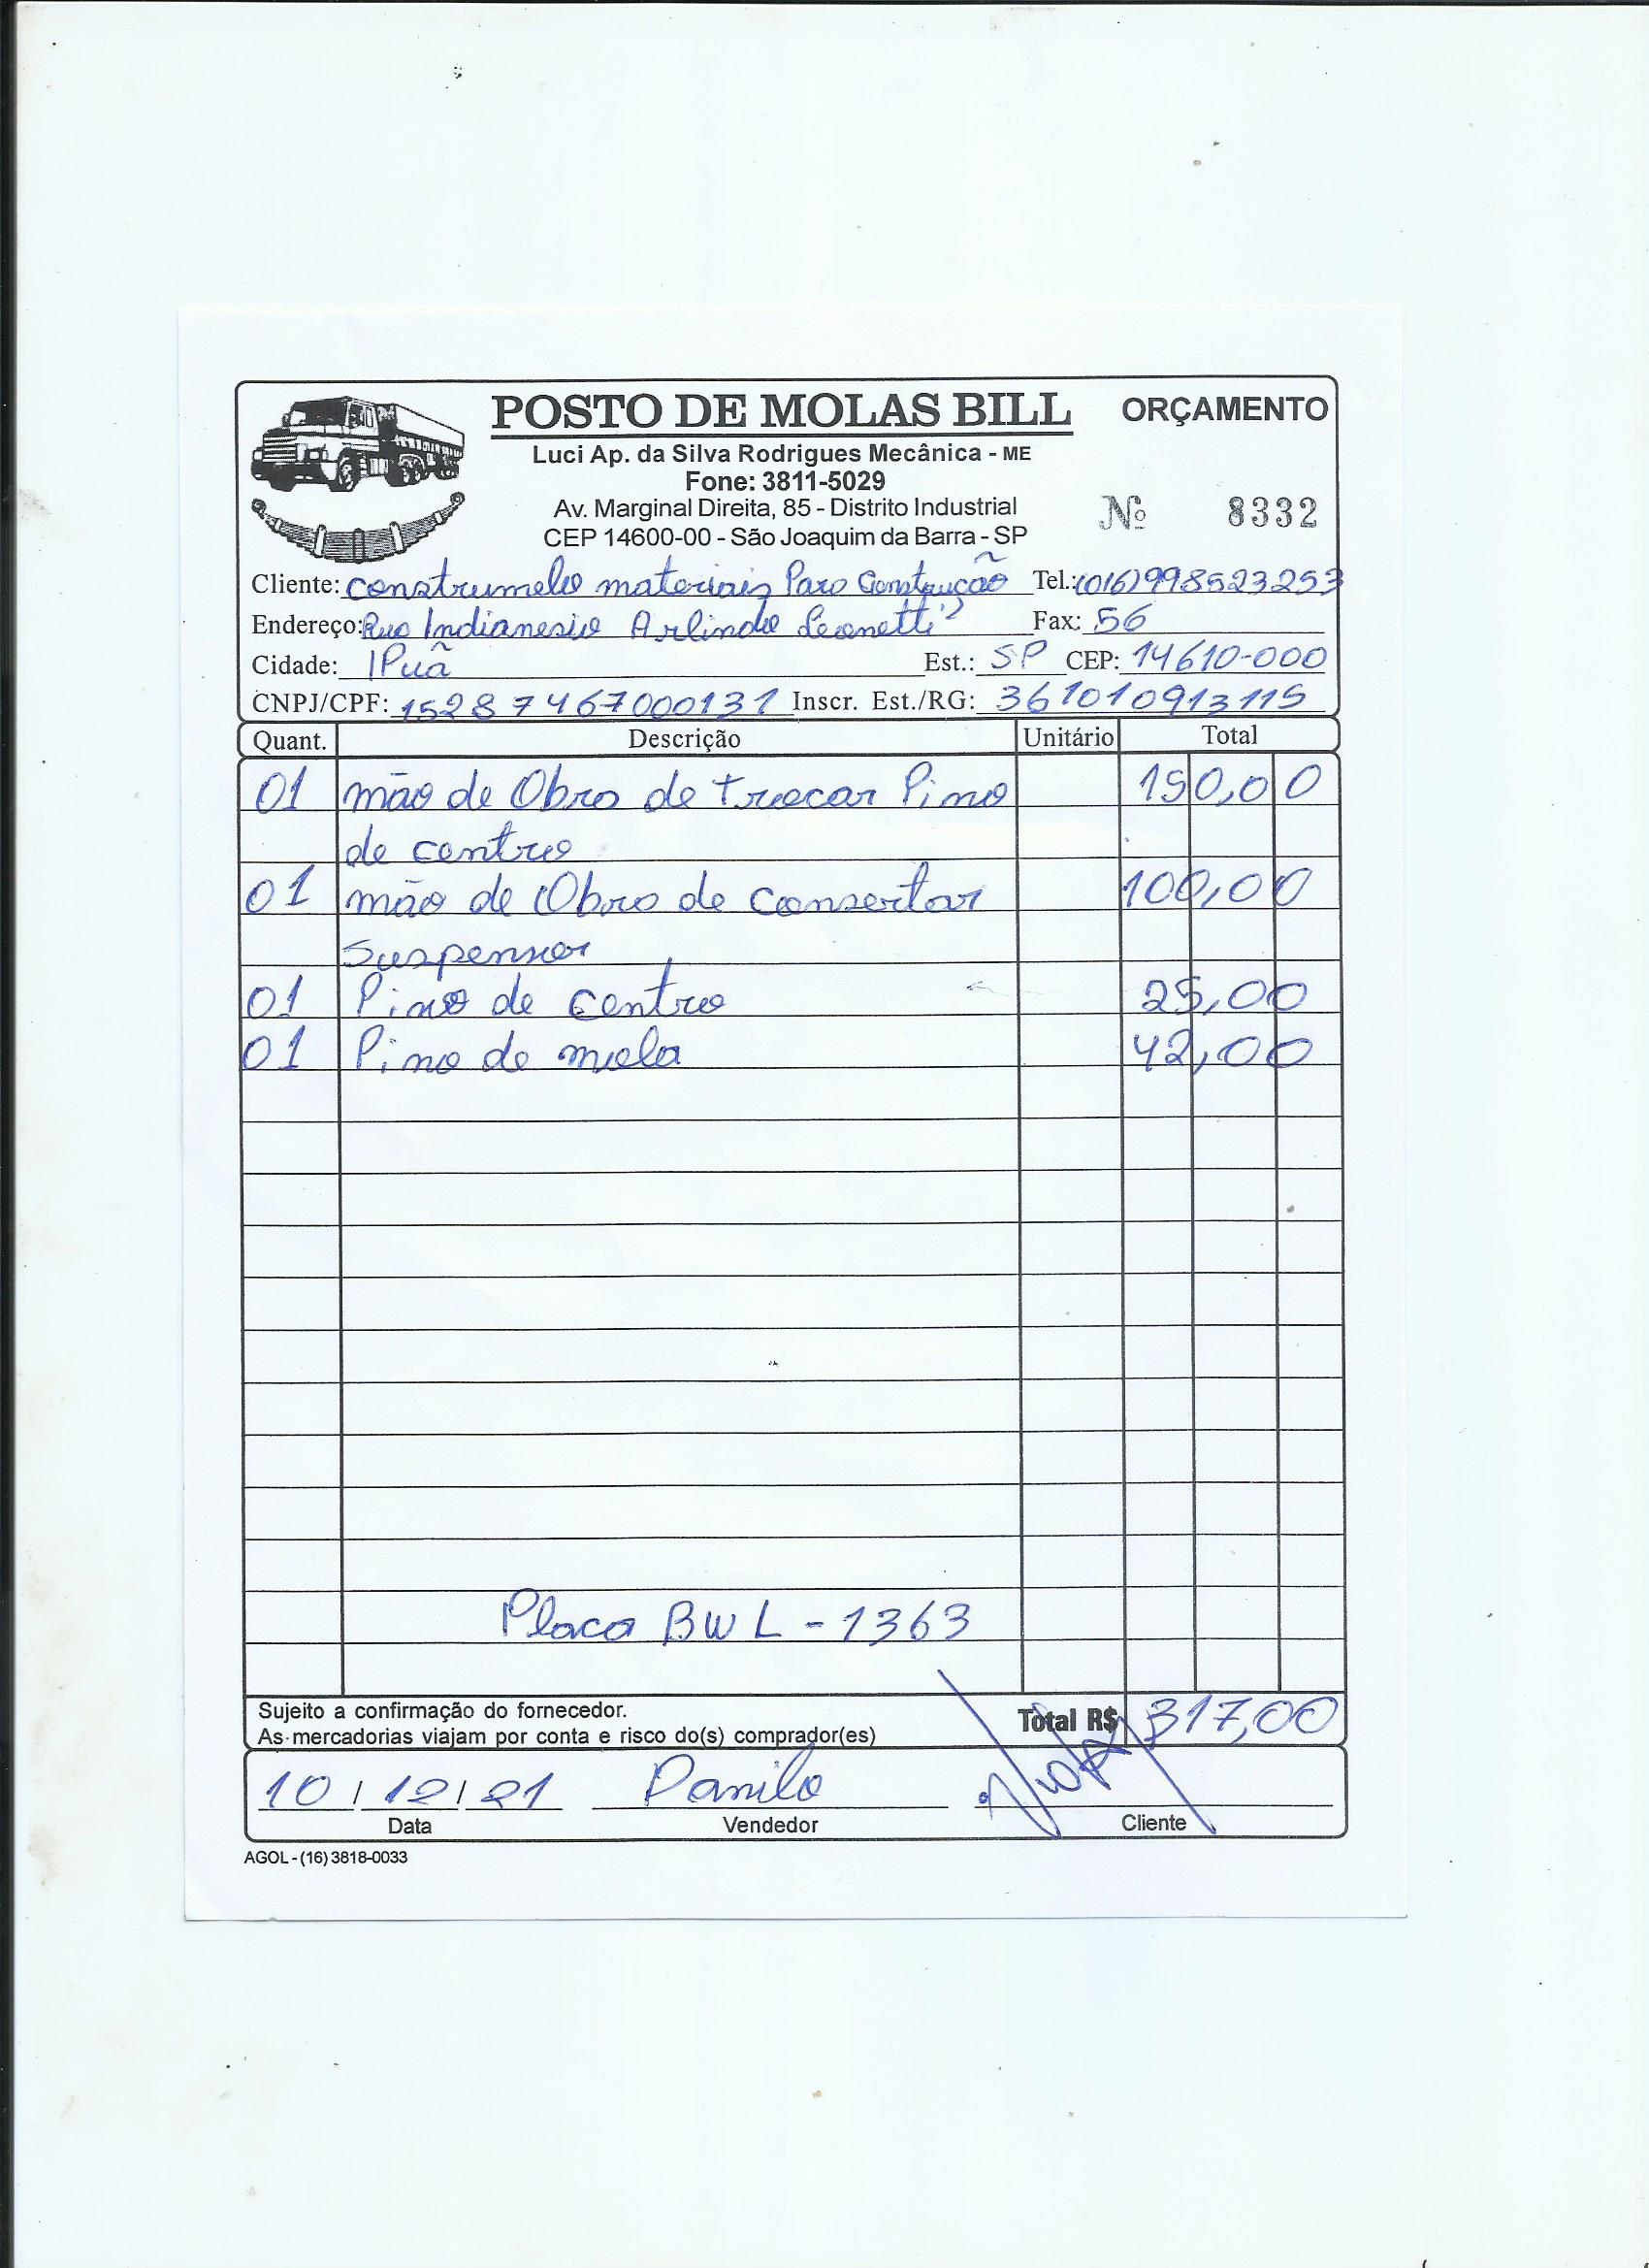 POSTO DE MOLAS BILL ORÇAMENTO
Luci Ap. da Silva Rodrigues Mecânica - ME
Fone: 3811-5029
Av. Marginal Direita, 85 - Distrito Industrial
Nº 8332
CEP 14600-00 - São Joaquim da Barra - SP
Cliente: construmelo materiais Para Construção Tel.: (016)998523253
Endereço: Rua Indianesio Arlindo Leonetti Fax: 56
Cidade: IPuã Est.: SP CEP: 14610-000
CNPJ/CPF: 15287467000131 Inscr. Est./RG: 361010913115
Quant. Descrição Unitário Total
01 mão de Obra de trocar Pino 150,00
de centro
01 mão de Obra de consertar 100,00
suspensor
01 Pino de centro 25,00
01 Pino de mola 42,00
Placa BWL-1363
Sujeito a confirmação do fornecedor.
As mercadorias viajam por conta e risco do(s) comprador(es)
Total R$ 317,00
10/12/21 Danilo
Data Vendedor Cliente
AGOL - (16) 3818-0033